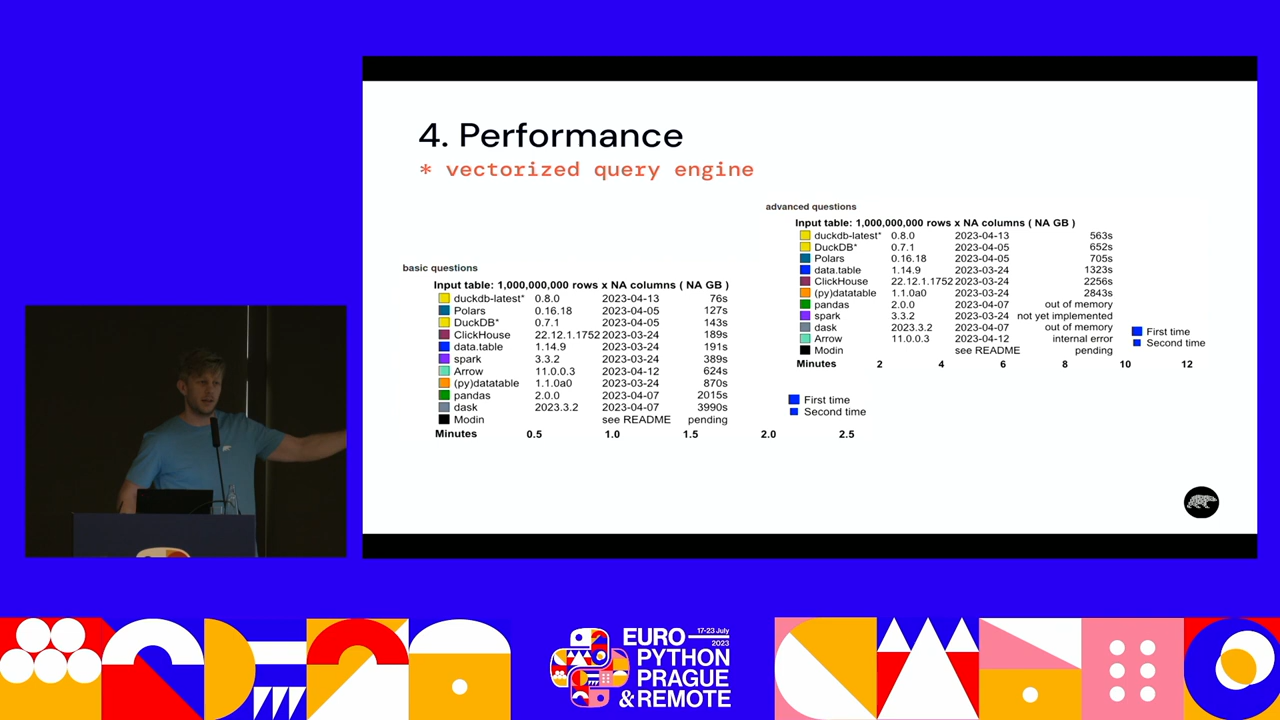 4. Performance
* vectorized query engine
basic questions
Input table: 1,000,000,000 rows x NA columns ( NA GB )
duckdb-latest* 0.8.0 2023-04-13 76s
Polars 0.16.18 2023-04-05 127s
DuckDB* 0.7.1 2023-04-05 143s
ClickHouse 22.12.1.1752 2023-03-24 189s
data.table 1.14.9 2023-03-24 191s
spark 3.3.2 2023-03-24 389s
Arrow 11.0.0.3 2023-04-12 624s
(py)datatable 1.1.0a0 2023-03-24 870s
pandas 2.0.0 2023-04-07 2015s
dask 2023.3.2 2023-04-07 3990s
Modin see README pending
Minutes 0.5 1.0 1.5 2.0 2.5
First time
Second time
advanced questions
Input table: 1,000,000,000 rows x NA columns ( NA GB )
duckdb-latest* 0.8.0 2023-04-13 563s
DuckDB* 0.7.1 2023-04-05 652s
Polars 0.16.18 2023-04-05 705s
data.table 1.14.9 2023-03-24 1323s
ClickHouse 22.12.1.1752 2023-03-24 2256s
(py)datatable 1.1.0a0 2023-03-24 2843s
pandas 2.0.0 2023-04-07 out of memory
spark 3.3.2 2023-03-24 not yet implemented
dask 2023.3.2 2023-04-07 out of memory
Arrow 11.0.0.3 2023-04-12 internal error
Modin see README pending
Minutes 2 4 6 8 10 12
First time
Second time
EURO 17-23 July 2023
PYTHON
PRAGUE
& REMOTE